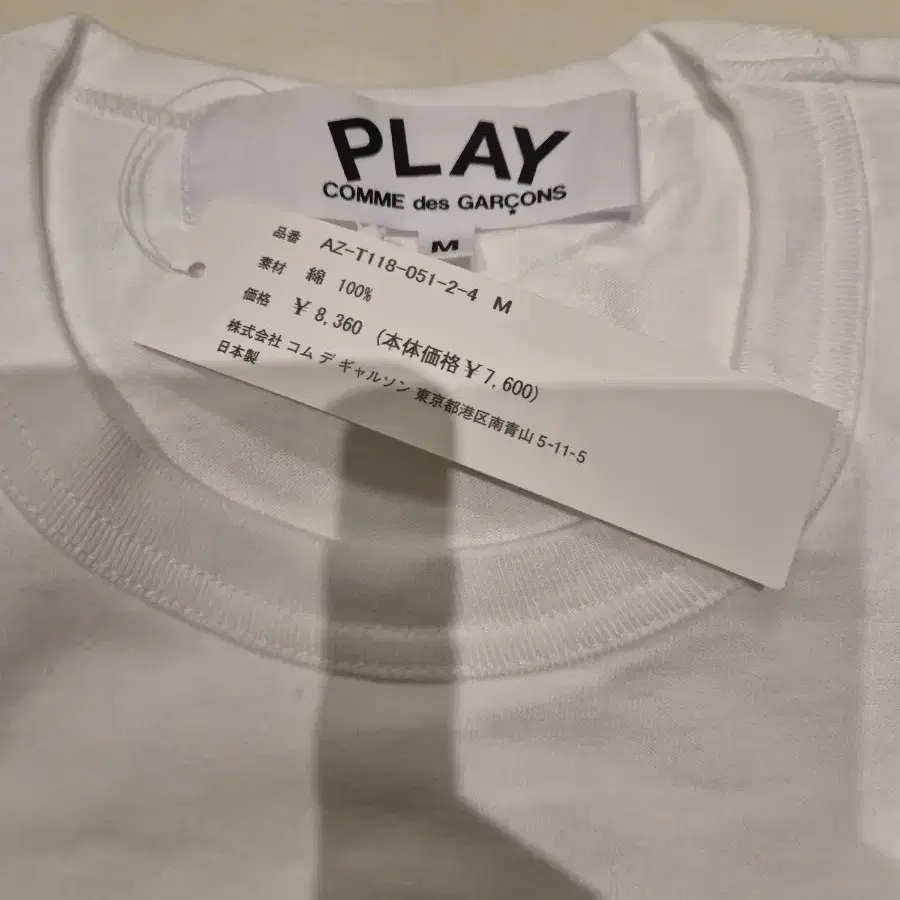 PLAY
COMME des GARÇONS
M
品番 AZ-T118-051-2-4 M
素材 綿 100%
価格 ¥ 8,360 (本体価格¥7,600)
株式会社 コム デ ギャルソン 東京都港区南青山 5-11-5
日本製